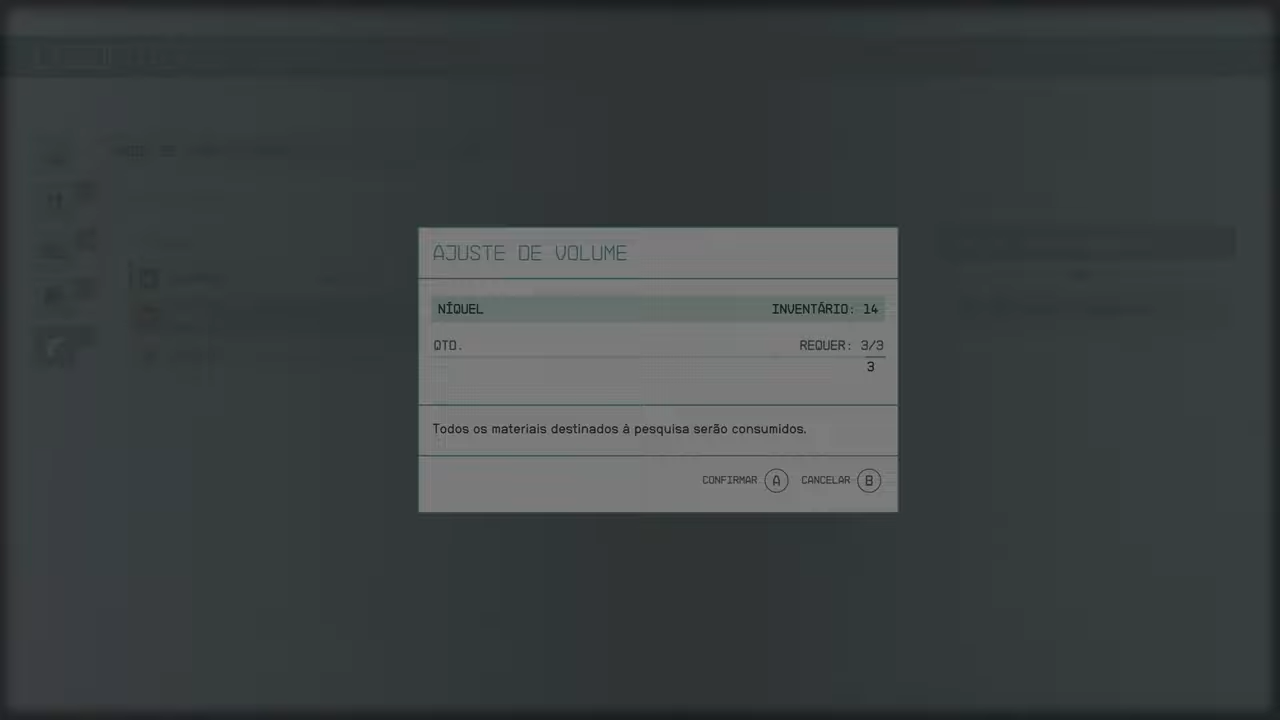 AJUSTE DE VOLUME
NÍQUEL INVENTÁRIO: 14
QTD. REQUER: 3/3
3
Todos os materiais destinados à pesquisa serão consumidos.
CONFIRMAR A CANCELAR B